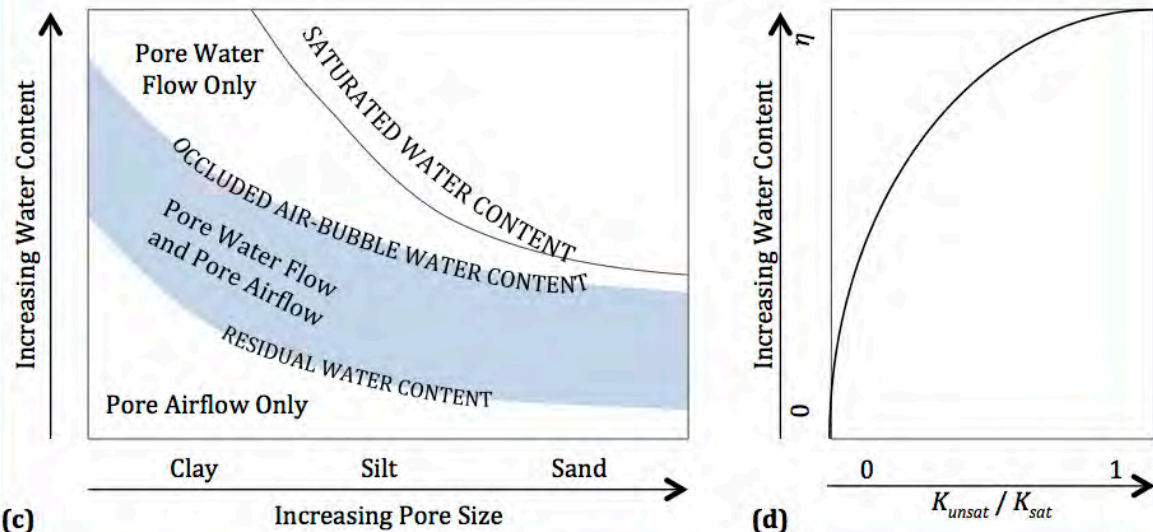 Increasing Water Content
Pore Water
Flow Only
SATURATED WATER CONTENT
OCCLUDED AIR-BUBBLE WATER CONTENT
Pore Water Flow
and Pore Airflow
RESIDUAL WATER CONTENT
Pore Airflow Only
Clay Silt Sand
Increasing Pore Size
(c)
Increasing Water Content
η
0
0 1
K_unsat / K_sat
(d)